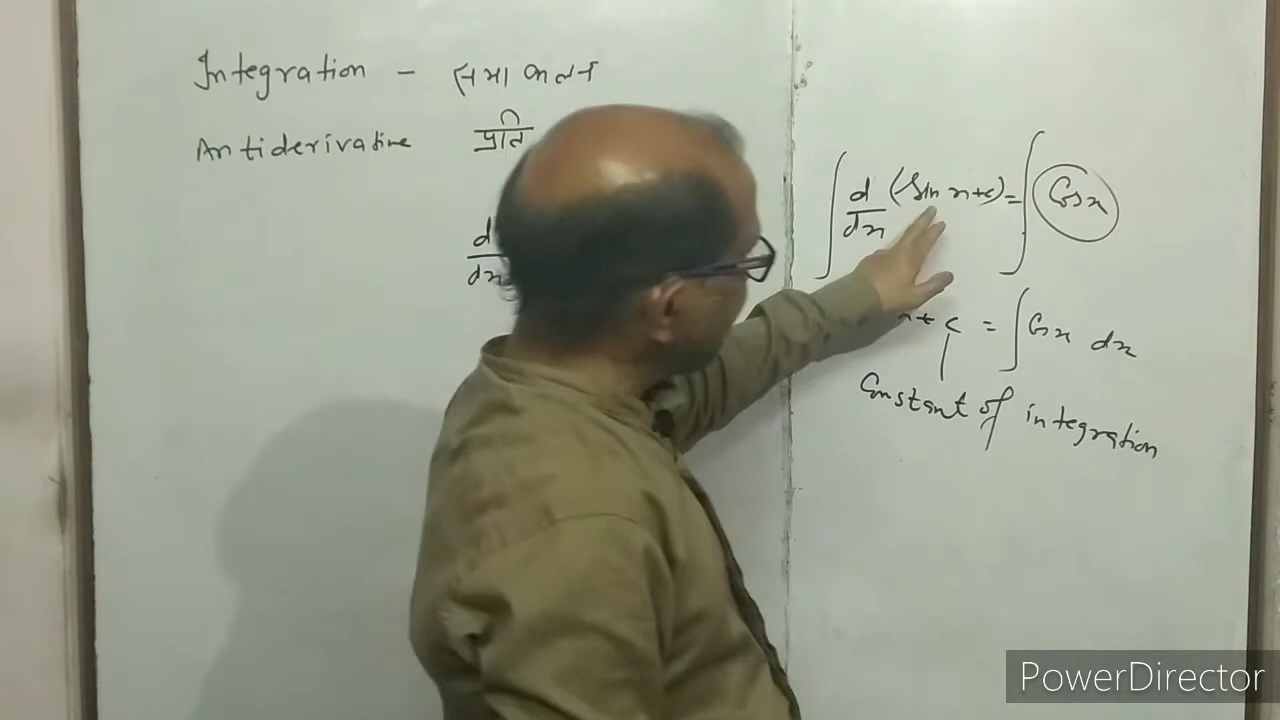 Integration - समाकलन
Antiderivative प्रति
d
dx
∫ d/dx (Sin x+c) = ∫ Cos x
x + c = ∫ Cos x dx
Constant of integration
PowerDirector